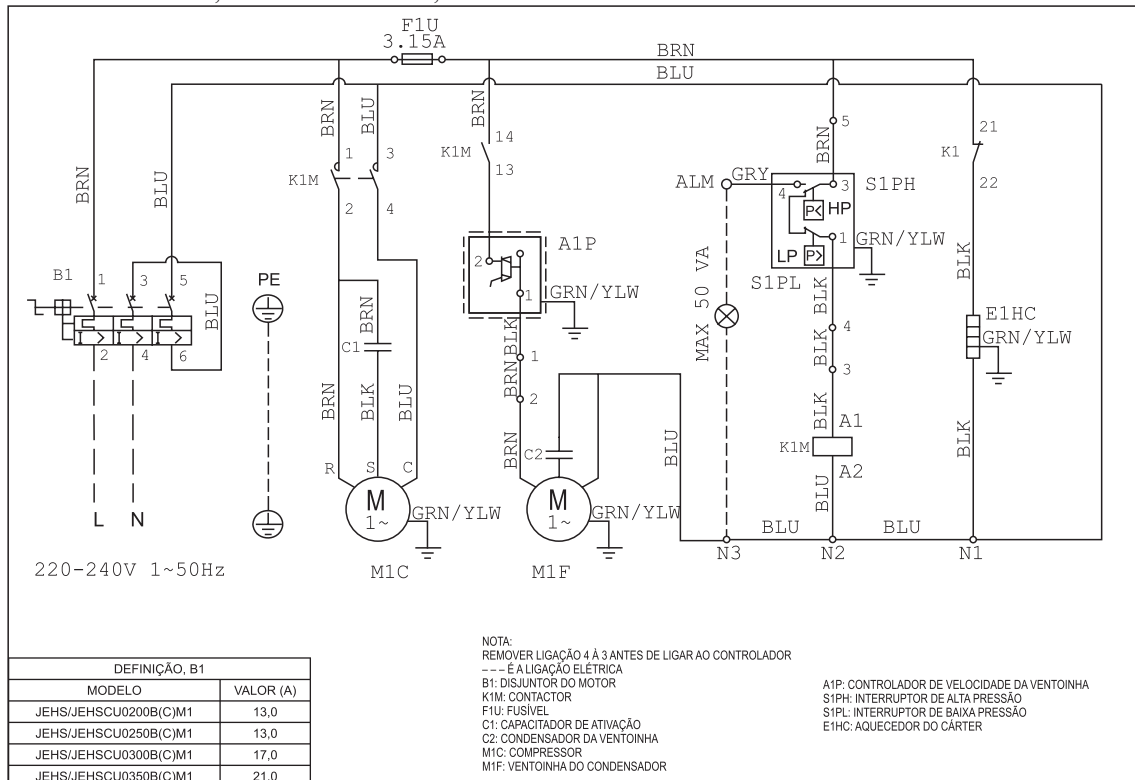 F1U
3.15A
BRN
BLU
BRN
BLU
BRN
BLU
BRN
K1M
14
13
1
3
K1M
2
4
5
BRN
21
K1
22
ALM
GRY
4
3
S1PH
P<
HP
LP
P>
1
GRN/YLW
S1PL
B1
1
3
5
BLU
2
4
6
PE
A1P
2
1
GRN/YLW
MAX 50 VA
BLK
BLK
E1HC
GRN/YLW
BRN
C1
BLK
1
BRN
2
4
BLK
3
BRN
BLK
BLU
BRN
C2
BLU
BLK
A1
K1M
A2
BLK
BLU
R
S
C
M
1~
GRN/YLW
M
1~
GRN/YLW
L
N
BLU
BLU
N3
N2
N1
220-240V 1~50Hz
M1C
M1F
DEFINIÇÃO, B1
MODELO
VALOR (A)
JEHS/JEHSCU0200B(C)M1
13,0
JEHS/JEHSCU0250B(C)M1
13,0
JEHS/JEHSCU0300B(C)M1
17,0
JEHS/JEHSCU0350B(C)M1
21,0
NOTA:
REMOVER LIGAÇÃO 4 À 3 ANTES DE LIGAR AO CONTROLADOR
- - - É A LIGAÇÃO ELÉTRICA
B1: DISJUNTOR DO MOTOR
K1M: CONTACTOR
F1U: FUSÍVEL
C1: CAPACITADOR DE ATIVAÇÃO
C2: CONDENSADOR DA VENTOINHA
M1C: COMPRESSOR
M1F: VENTOINHA DO CONDENSADOR
A1P: CONTROLADOR DE VELOCIDADE DA VENTOINHA
S1PH: INTERRUPTOR DE ALTA PRESSÃO
S1PL: INTERRUPTOR DE BAIXA PRESSÃO
E1HC: AQUECEDOR DO CÁRTER